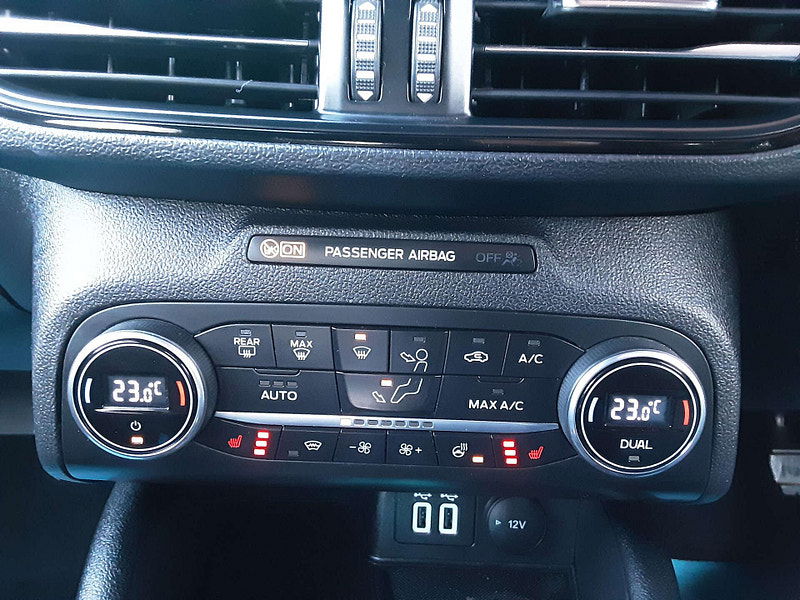 ON PASSENGER AIRBAG OFF
REAR MAX A/C
23.0°C AUTO MAX A/C 23.0°C
DUAL
- +
12V